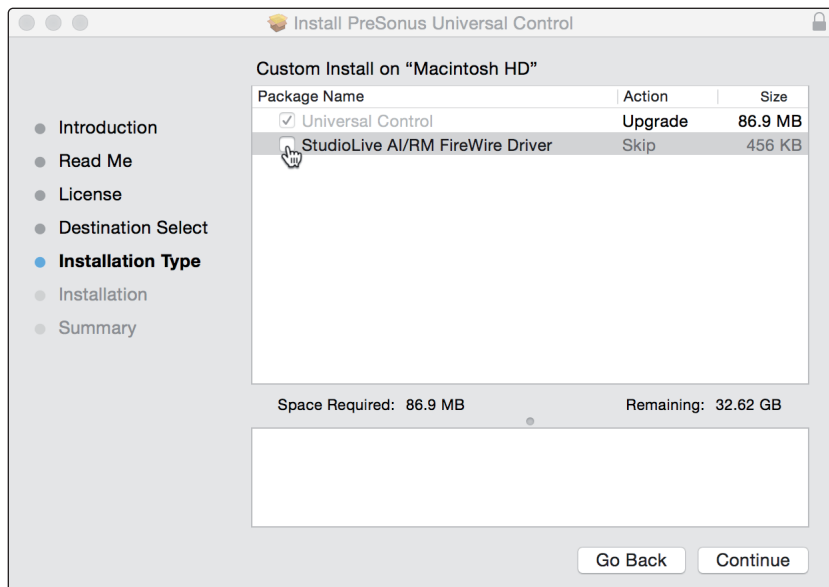 Install PreSonus Universal Control
Custom Install on “Macintosh HD”
Package Name Action Size
Universal Control Upgrade 86.9 MB
StudioLive AI/RM FireWire Driver Skip 456 KB
Introduction
Read Me
License
Destination Select
Installation Type
Installation
Summary
Space Required: 86.9 MB Remaining: 32.62 GB
Go Back Continue